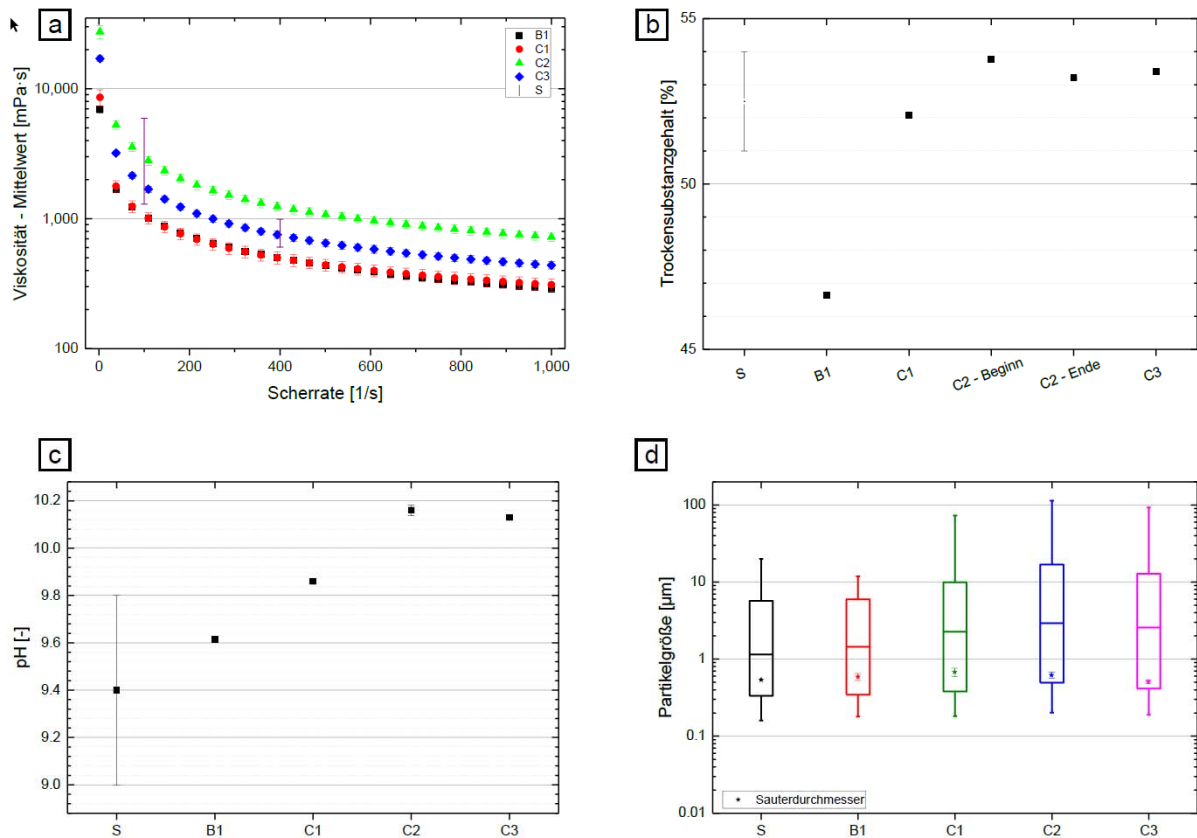 a
B1
C1
C2
C3
S
10,000
1,000
100
Viskosität - Mittelwert [mPa·s]
0 200 400 600 800 1,000
Scherrate [1/s]
b
55
50
45
Trockensubstanzgehalt [%]
S B1 C1 C2 - Beginn C2 - Ende C3
c
10.2
10.0
9.8
9.6
9.4
9.2
9.0
pH [-]
S B1 C1 C2 C3
d
100
10
1
0.1
0.01
Partikelgröße [µm]
Sauterdurchmesser
S B1 C1 C2 C3